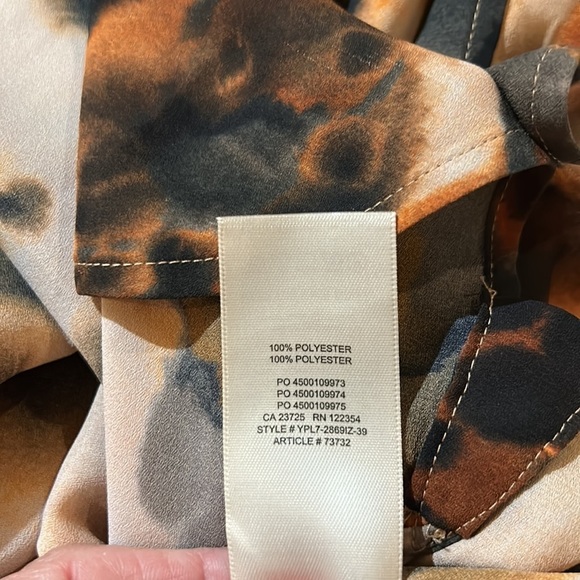 100% POLYESTER
100% POLYESTER
PO 4500109973
PO 4500109974
PO 4500109975
CA 23725 RN 122354
STYLE # YPL7-2869IZ-39
ARTICLE # 73732